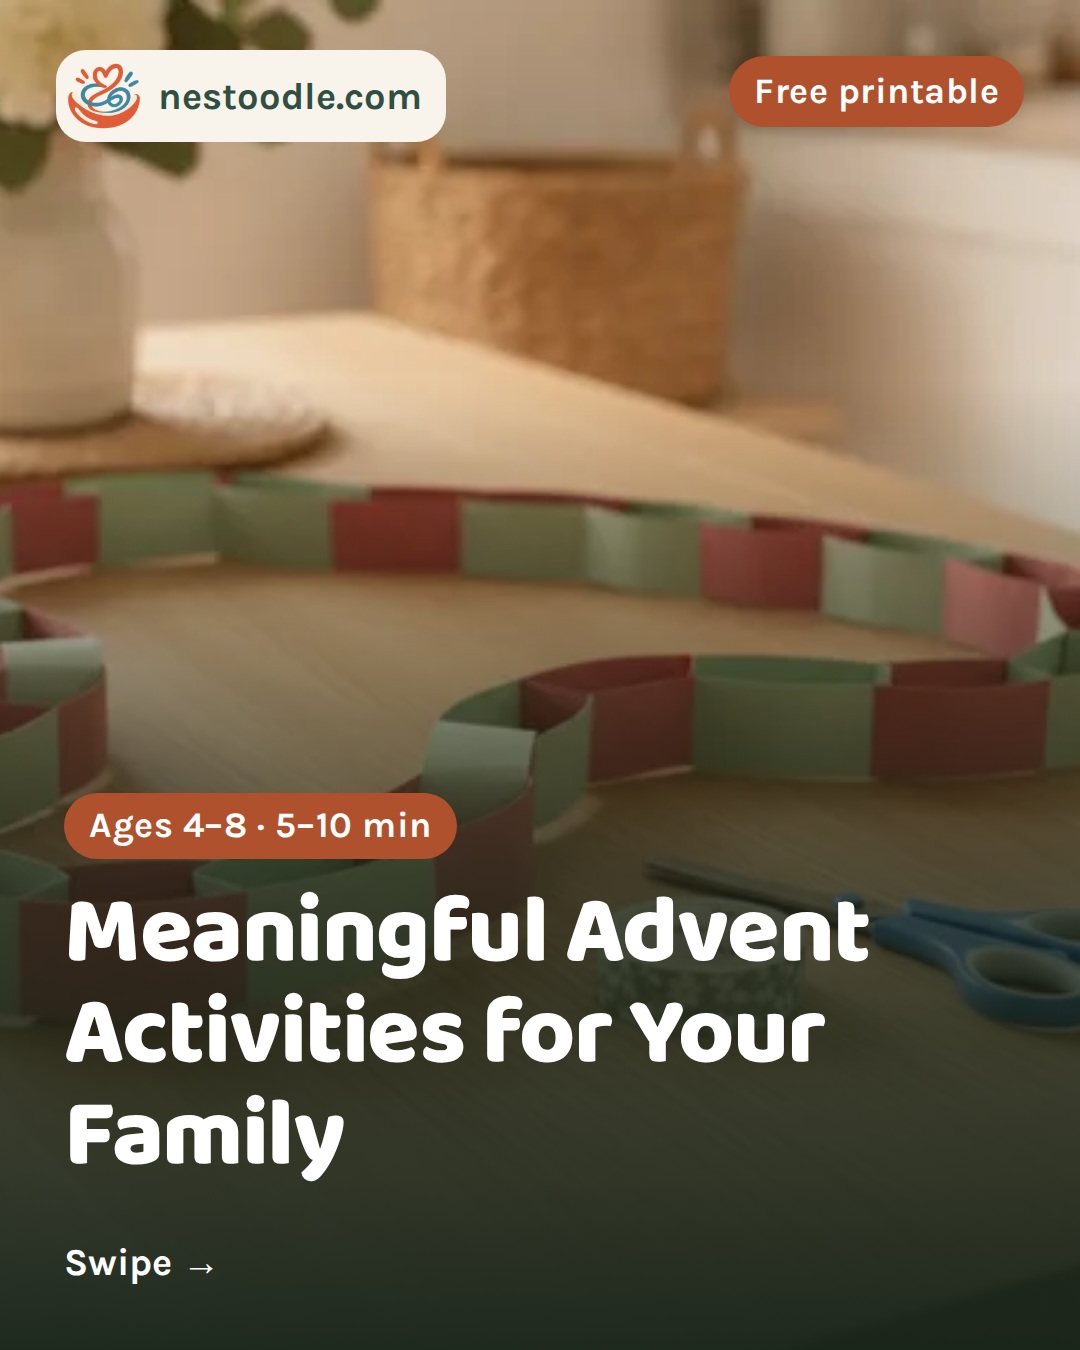 nestoodle.com
Free printable
Ages 4–8 · 5–10 min
Meaningful Advent
Activities for Your
Family
Swipe →